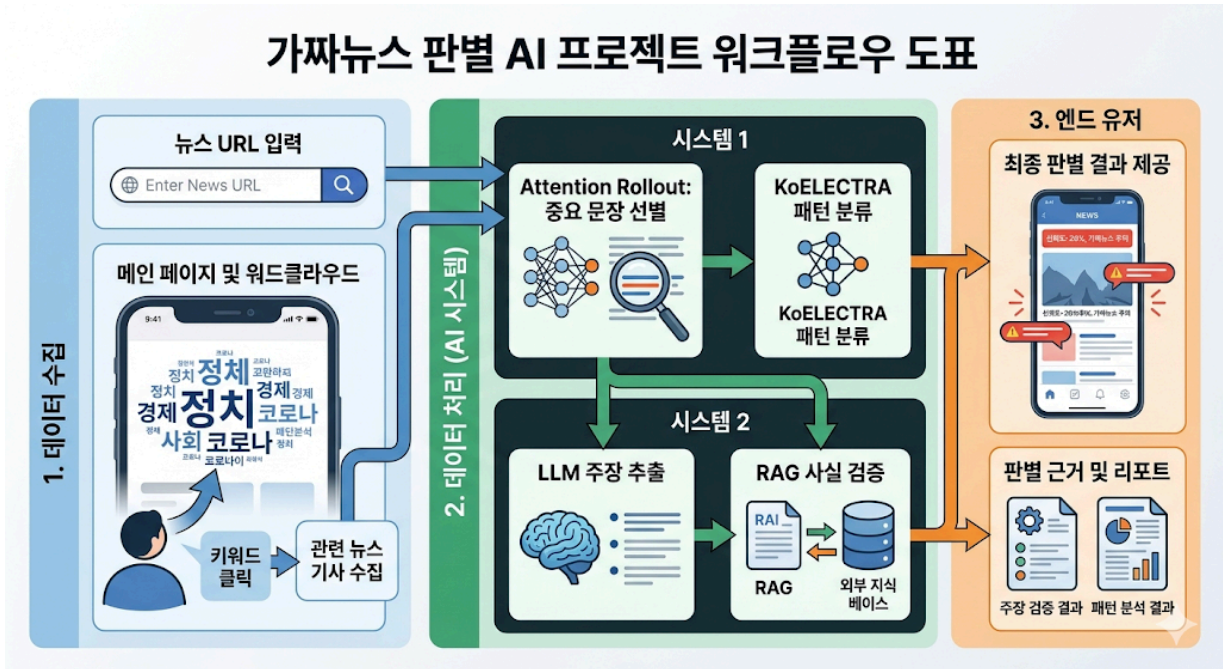 가짜뉴스 판별 AI 프로젝트 워크플로우 도표
1. 데이터 수집
뉴스 URL 입력
Enter News URL
메인 페이지 및 워드클라우드
9:41
코로나
정치 정체
정치
경제 경제
경제 정치 코로나
사회 코로나
코로나
키워드
클릭
관련 뉴스
기사 수집
2. 데이터 처리 (AI 시스템)
시스템 1
Attention Rollout:
중요 문장 선별
KoELECTRA
패턴 분류
KoELECTRA
패턴 분류
시스템 2
LLM 주장 추출
RAG 사실 검증
RAI
RAG
외부 지식
베이스
3. 엔드 유저
최종 판별 결과 제공
NEWS
판별 근거 및 리포트
주장 검증 결과
패턴 분석 결과